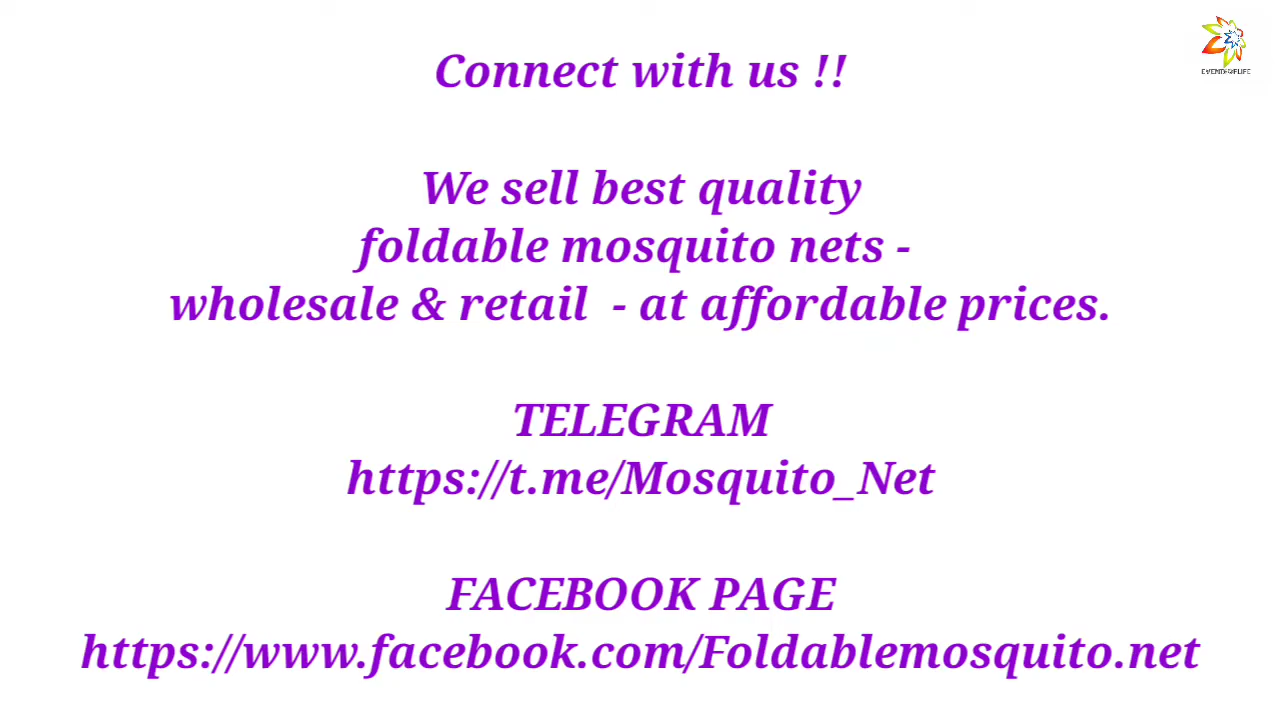 Connect with us !!
We sell best quality
foldable mosquito nets -
wholesale & retail  - at affordable prices.
TELEGRAM
https://t.me/Mosquito_Net
FACEBOOK PAGE
https://www.facebook.com/Foldablemosquito.net